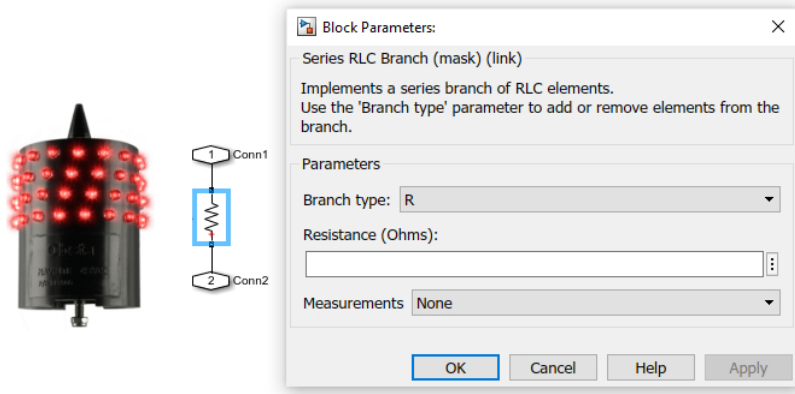 Block Parameters:
Series RLC Branch (mask) (link)
Implements a series branch of RLC elements.
Use the 'Branch type' parameter to add or remove elements from the
branch.
Parameters
Branch type: R
Resistance (Ohms):
Measurements None
OK Cancel Help Apply
1 Conn1
2 Conn2